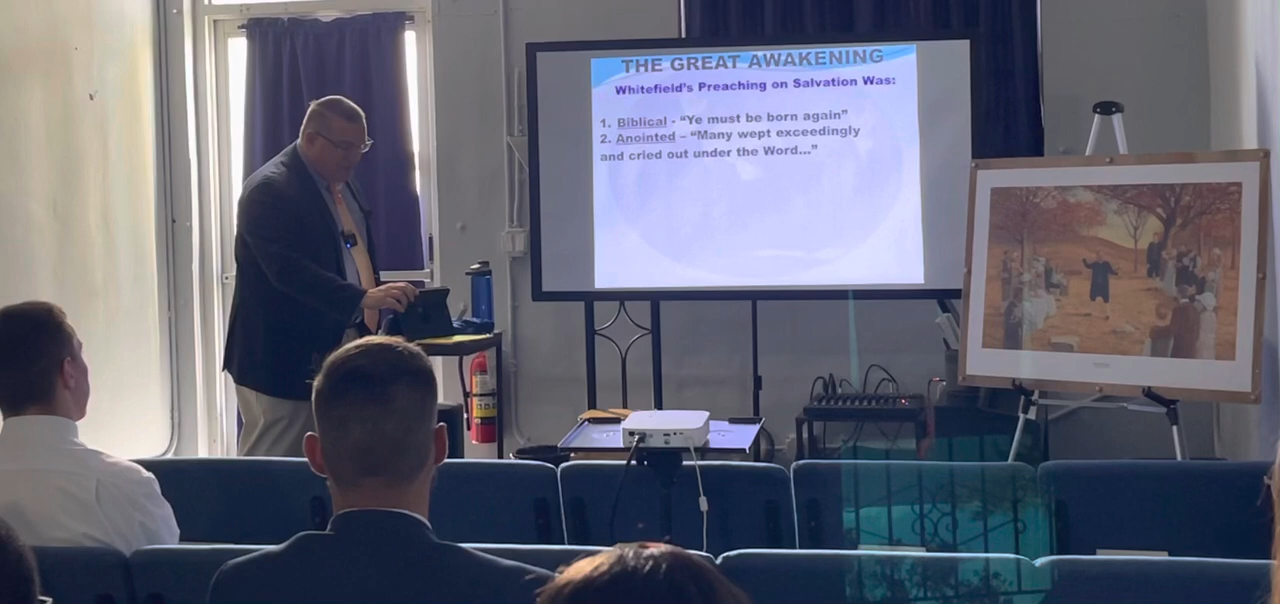 THE GREAT AWAKENING
Whitefield's Preaching on Salvation Was:
1. Biblical - “Ye must be born again”
2. Anointed – “Many wept exceedingly
and cried out under the Word...”